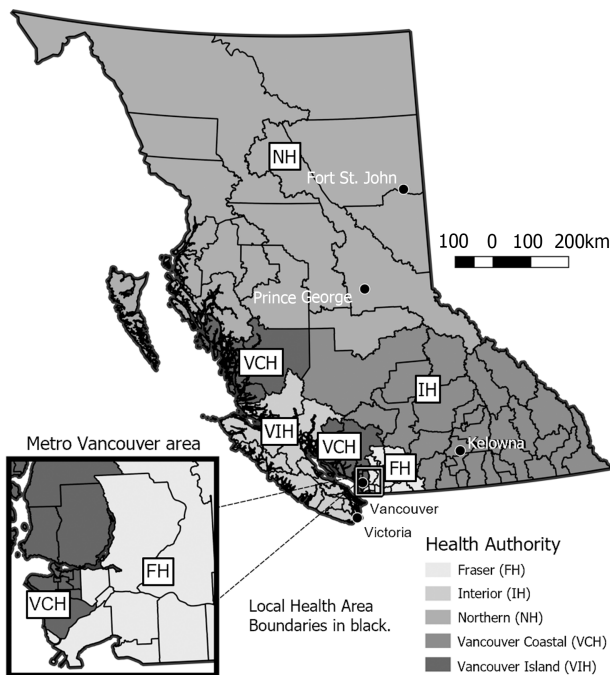 NH
Fort St. John
100 0 100 200km
Prince George
VCH
IH
VIH
VCH
Kelowna
FH
Metro Vancouver area
Vancouver
Victoria
FH
VCH
Local Health Area
Boundaries in black.
Health Authority
Fraser (FH)
Interior (IH)
Northern (NH)
Vancouver Coastal (VCH)
Vancouver Island (VIH)